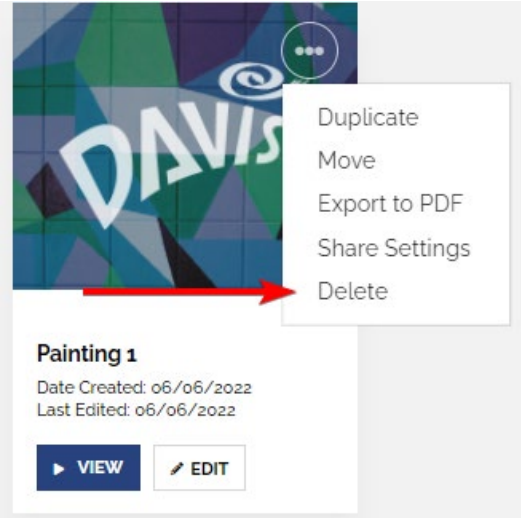 DAVIS
Duplicate
Move
Export to PDF
Share Settings
Delete
Painting 1
Date Created: 06/06/2022
Last Edited: 06/06/2022
VIEW
EDIT